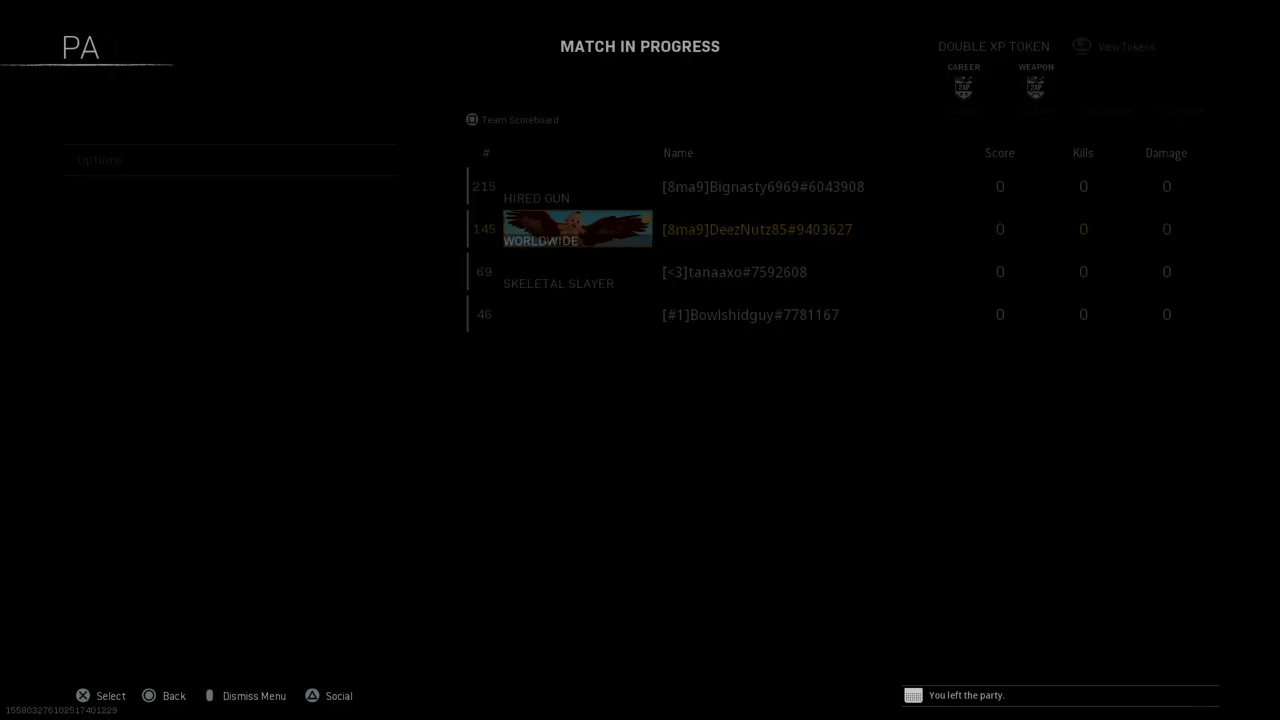 PA
MATCH IN PROGRESS
DOUBLE XP TOKEN
View Tokens
CAREER
WEAPON
2XP
2XP
Team Scoreboard
Options
# Name Score Kills Damage
215 HIRED GUN [8ma9]Bignasty6969#6043908 0 0 0
145 WORLDWIDE [8ma9]DeezNutz85#9403627 0 0 0
69 SKELETAL SLAYER [<3]tanaaxo#7592608 0 0 0
46 [#1]Bowlshidguy#7781167 0 0 0
Select Back Dismiss Menu Social
You left the party.
155803276102517401229